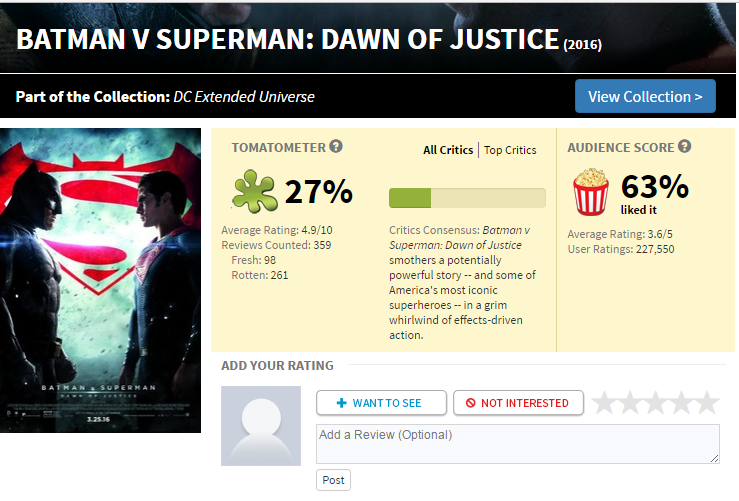 BATMAN V SUPERMAN: DAWN OF JUSTICE (2016)
Part of the Collection: DC Extended Universe
View Collection >
TOMATOMETER ?
All Critics | Top Critics
27%
Average Rating: 4.9/10
Reviews Counted: 359
Fresh: 98
Rotten: 261
Critics Consensus: Batman v
Superman: Dawn of Justice
smothers a potentially
powerful story -- and some of
America's most iconic
superheroes -- in a grim
whirlwind of effects-driven
action.
AUDIENCE SCORE ?
63%
liked it
Average Rating: 3.6/5
User Ratings: 227,550
BATMAN v SUPERMAN
DAWN OF JUSTICE
3.25.16
ADD YOUR RATING
+ WANT TO SEE
NOT INTERESTED
Add a Review (Optional)
Post